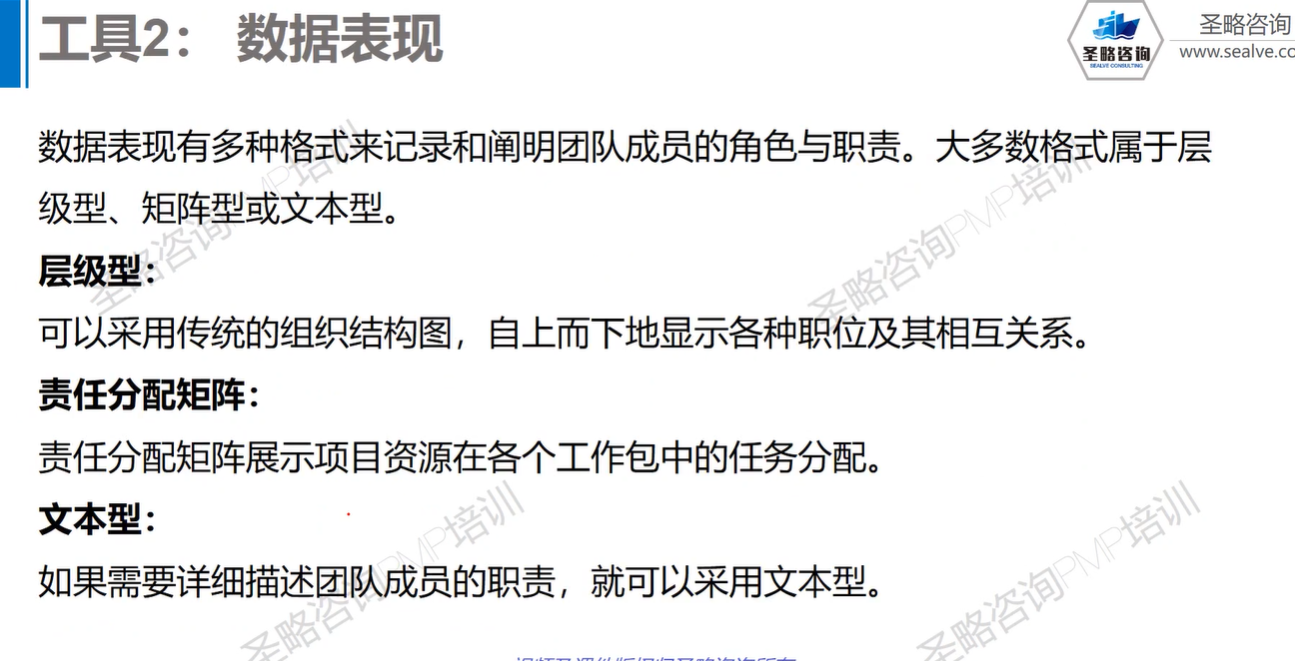 工具2： 数据表现
圣略咨询
SEALVE CONSULTING
圣略咨询
www.sealve.co
数据表现有多种格式来记录和阐明团队成员的角色与职责。大多数格式属于层
级型、矩阵型或文本型。
层级型：
可以采用传统的组织结构图，自上而下地显示各种职位及其相互关系。
责任分配矩阵：
责任分配矩阵展示项目资源在各个工作包中的任务分配。
文本型：
如果需要详细描述团队成员的职责，就可以采用文本型。
圣略咨询PMP培训
圣略咨询PMP培训
圣略咨询PMP培训
圣略咨询PMP培训